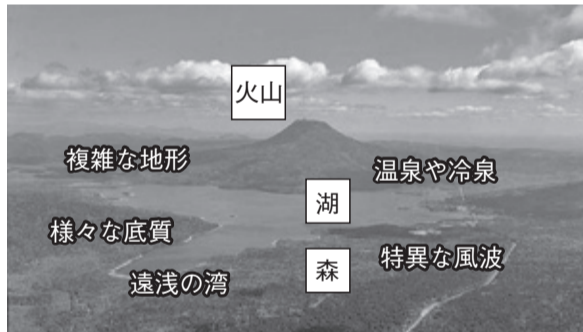 火山
複雑な地形
温泉や冷泉
湖
様々な底質
特異な風波
森
遠浅の湾